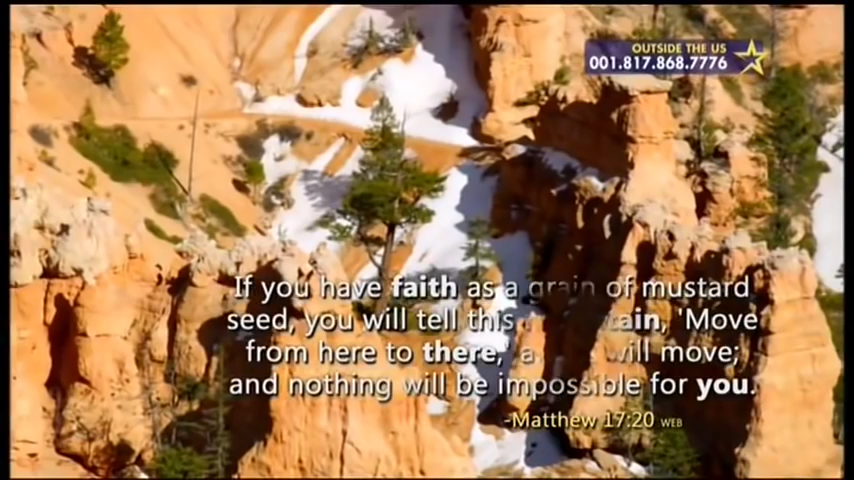 OUTSIDE THE US
001.817.868.7776
If you have faith as a grain of mustard
seed, you will tell this tain, 'Move
from here to there,' a will move;
and nothing will be impossible for you.
-Matthew 17:20 WEB